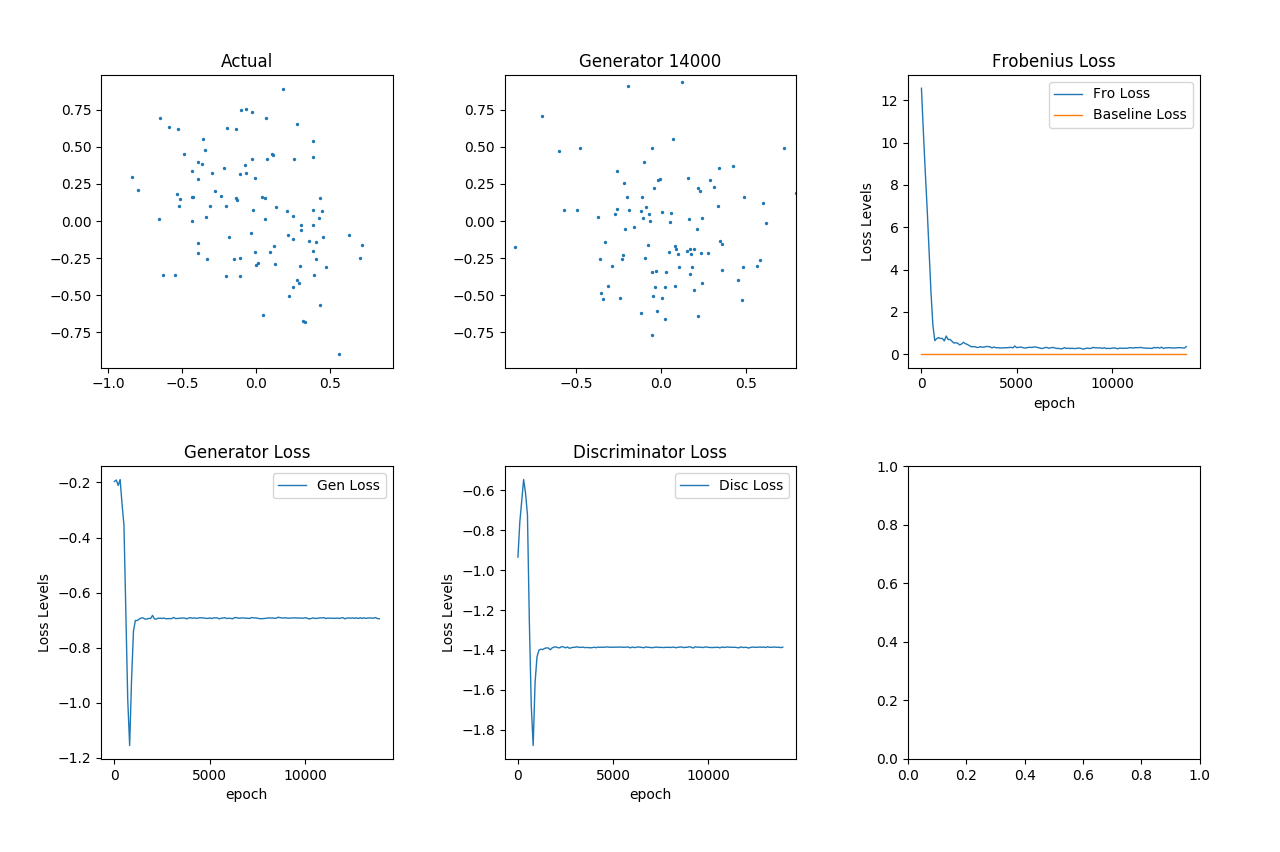 Actual
0.75
0.50
0.25
0.00
−0.25
−0.50
−0.75
−1.0 −0.5 0.0 0.5
Generator 14000
0.75
0.50
0.25
0.00
−0.25
−0.50
−0.75
−0.5 0.0 0.5
Frobenius Loss
Fro Loss
Baseline Loss
Loss Levels
12
10
8
6
4
2
0
0 5000 10000
epoch
Generator Loss
Gen Loss
Loss Levels
−0.2
−0.4
−0.6
−0.8
−1.0
−1.2
0 5000 10000
epoch
Discriminator Loss
Disc Loss
Loss Levels
−0.6
−0.8
−1.0
−1.2
−1.4
−1.6
−1.8
0 5000 10000
epoch
1.0
0.8
0.6
0.4
0.2
0.0
0.0 0.2 0.4 0.6 0.8 1.0